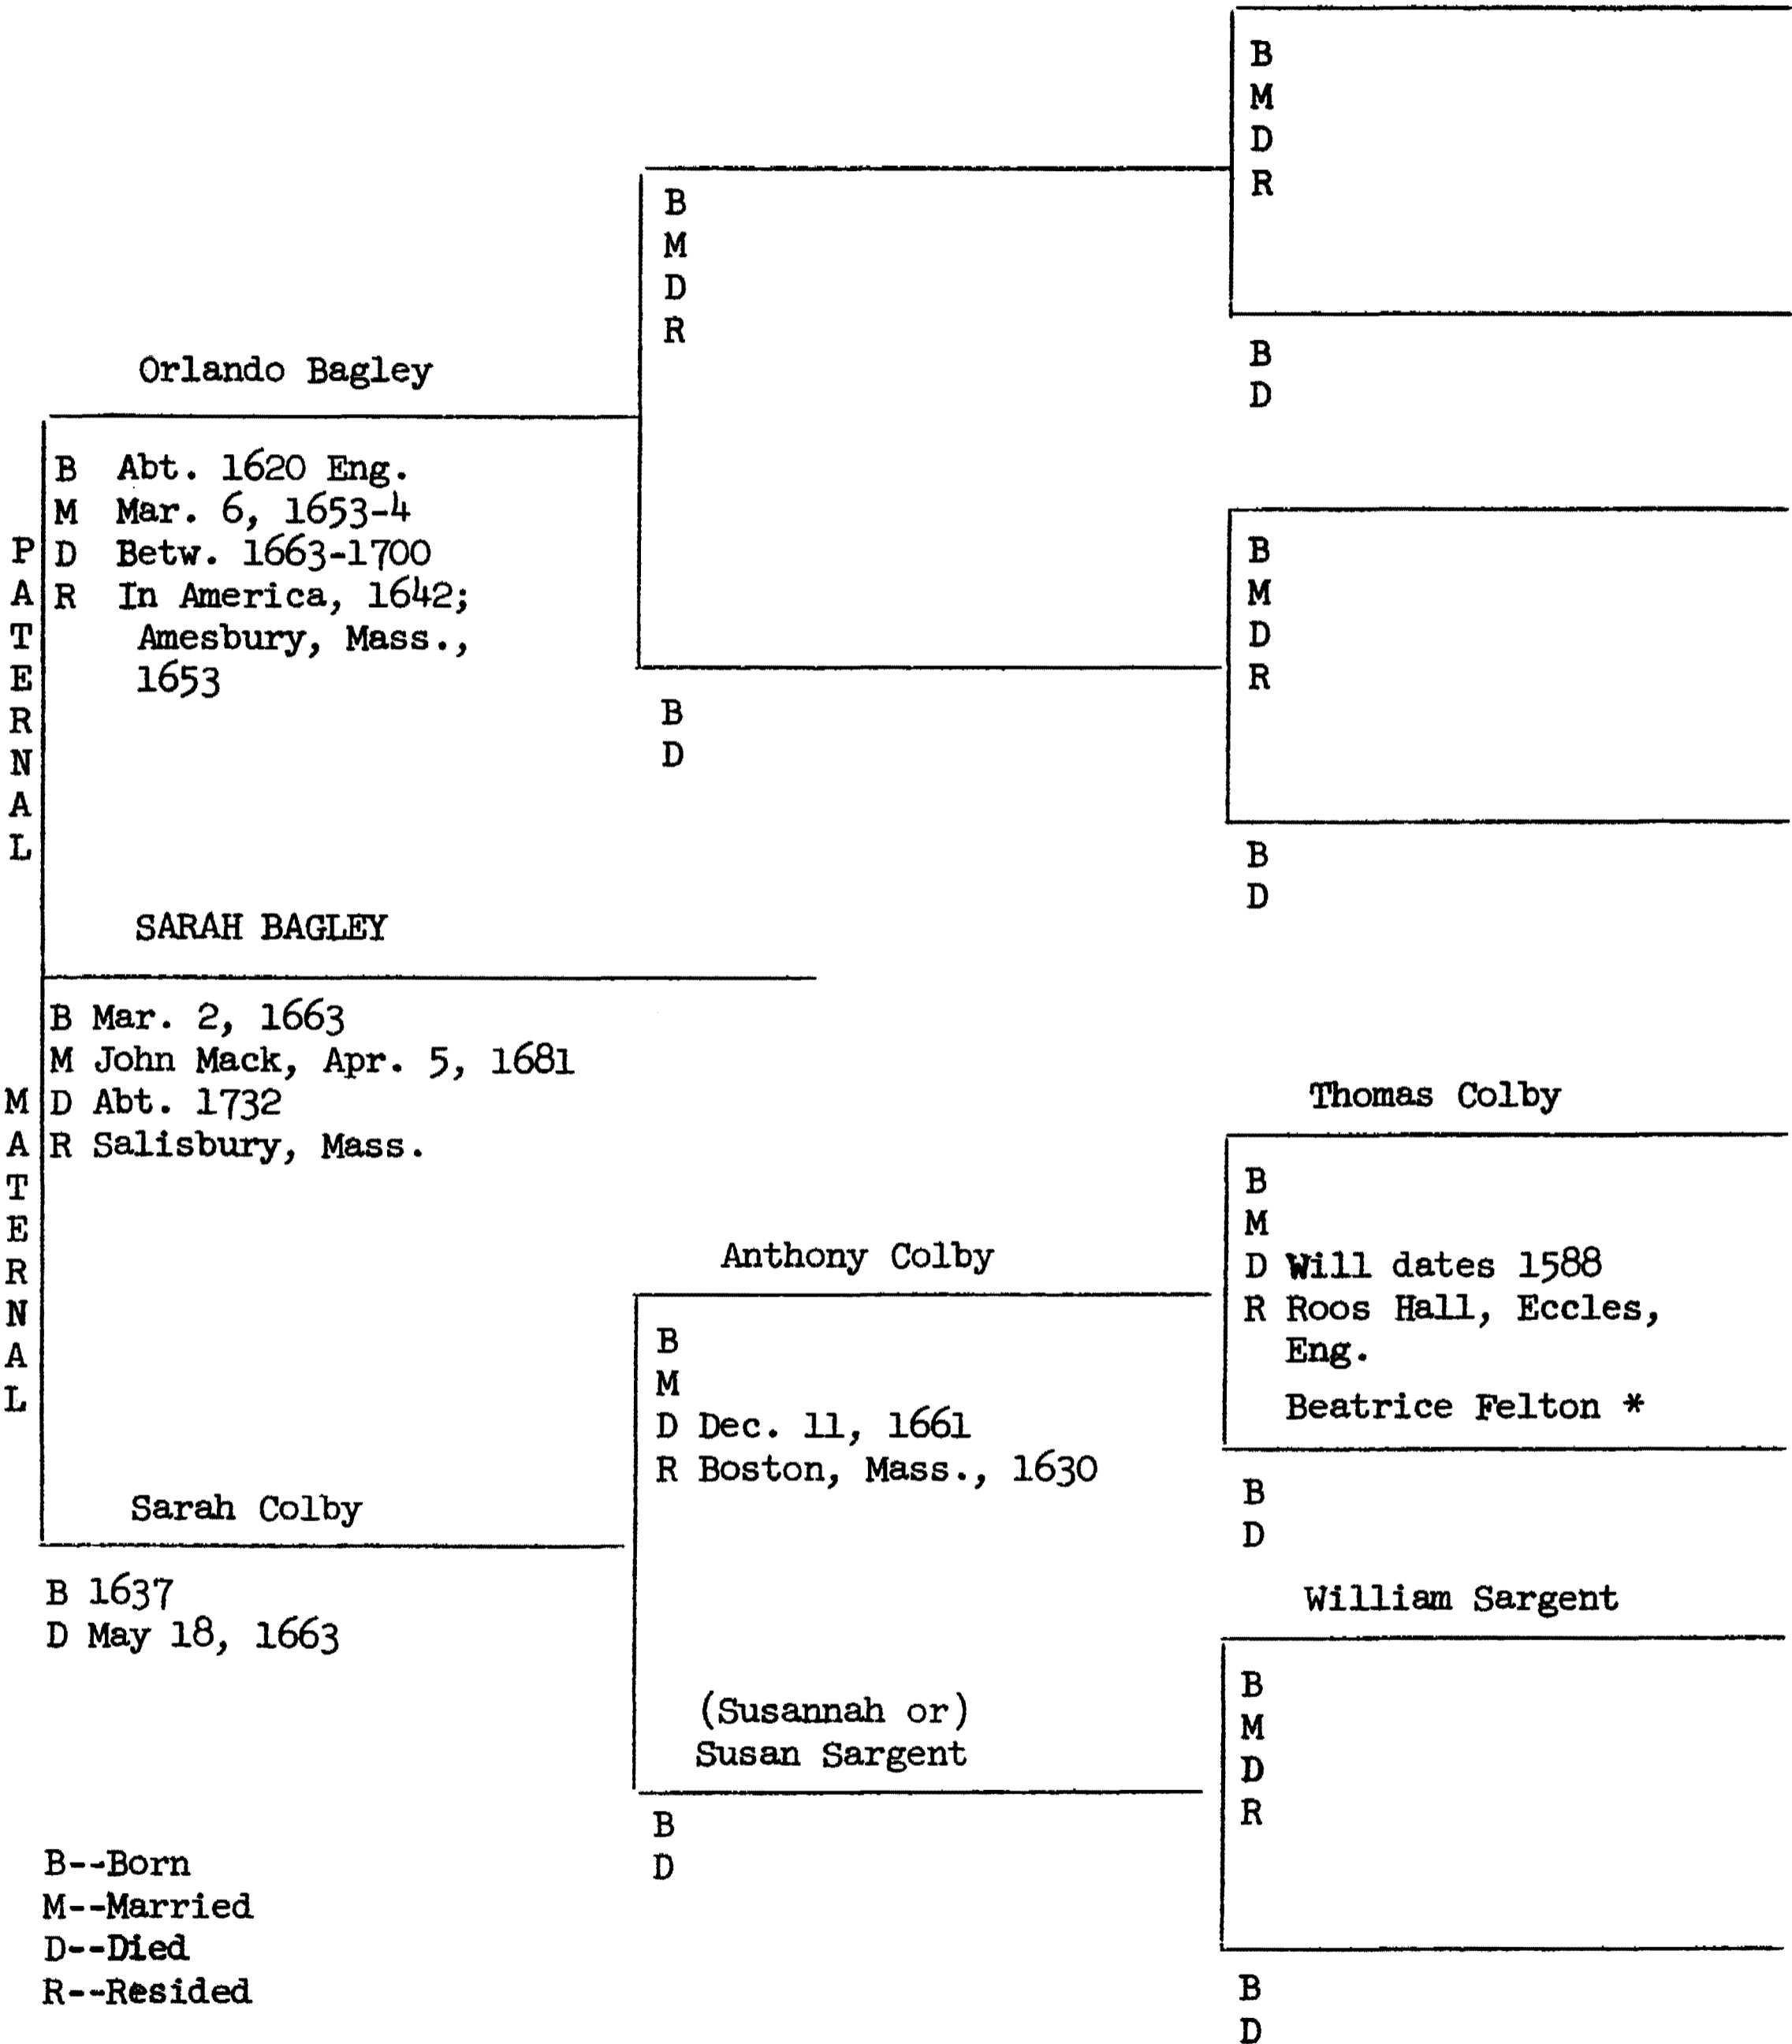 B
M
D
R
B
D
B
M
D
R
B
D
Orlando Bagley
B Abt. 1620 Eng.
M Mar. 6, 1653-4
D Betw. 1663-1700
R In America, 1642;
Amesbury, Mass.,
1653
PATERNAL
B
M
D
R
B
D
SARAH BAGLEY
B Mar. 2, 1663
M John Mack, Apr. 5, 1681
D Abt. 1732
R Salisbury, Mass.
MATERNAL
Thomas Colby
B
M
D Will dates 1588
R Roos Hall, Eccles,
Eng.
Beatrice Felton *
B
D
Anthony Colby
B
M
D Dec. 11, 1661
R Boston, Mass., 1630
(Susannah or)
Susan Sargent
B
D
Sarah Colby
B 1637
D May 18, 1663
William Sargent
B
M
D
R
B
D
B--Born
M--Married
D--Died
R--Resided